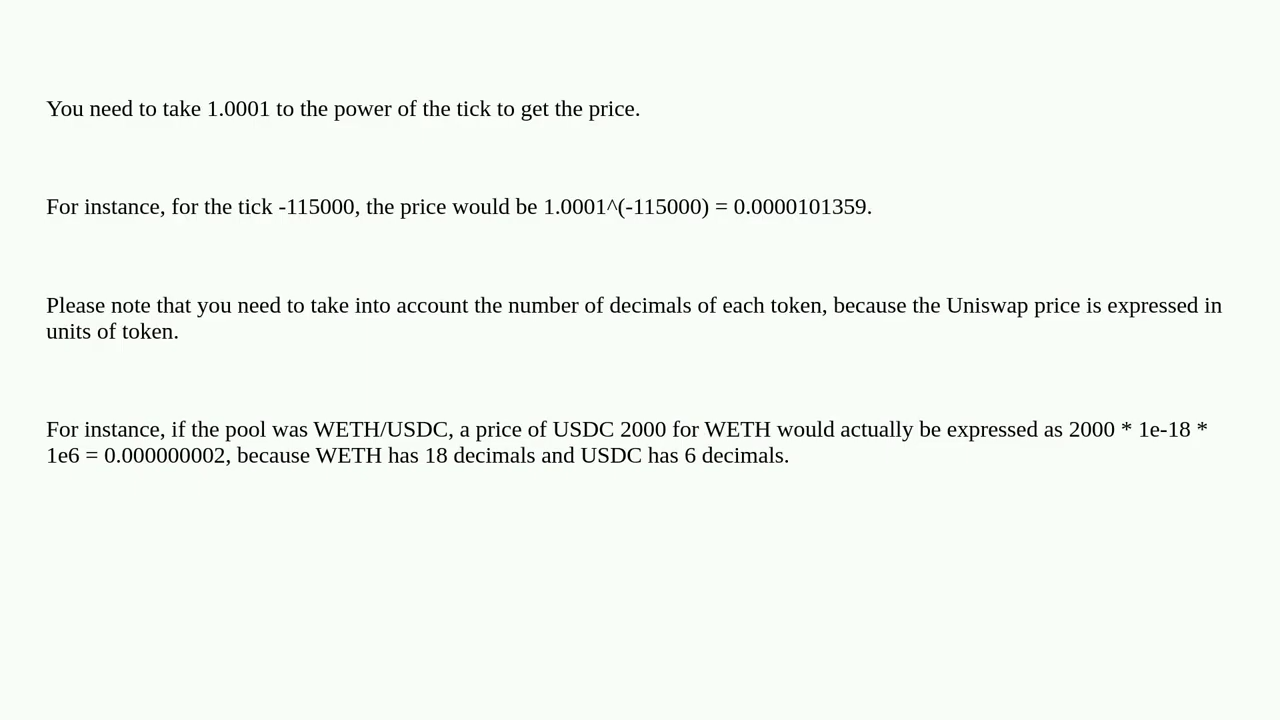 You need to take 1.0001 to the power of the tick to get the price.
For instance, for the tick -115000, the price would be 1.0001^(-115000) = 0.0000101359.
Please note that you need to take into account the number of decimals of each token, because the Uniswap price is expressed in
units of token.
For instance, if the pool was WETH/USDC, a price of USDC 2000 for WETH would actually be expressed as 2000 * 1e-18 *
1e6 = 0.000000002, because WETH has 18 decimals and USDC has 6 decimals.